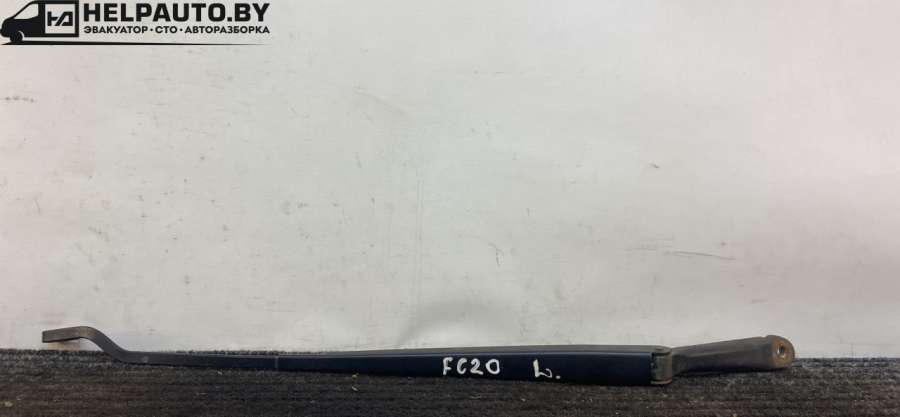 HELPAUTO.BY
ЭВАКУАТОР • СТО • АВТОРАЗБОРКА
FC20 L.